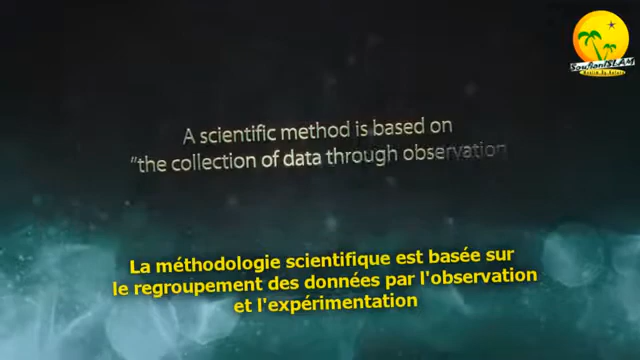 SoufianISLAM
A scientific method is based on
"the collection of data through observation
La méthodologie scientifique est basée sur
le regroupement des données par l'observation
et l'expérimentation